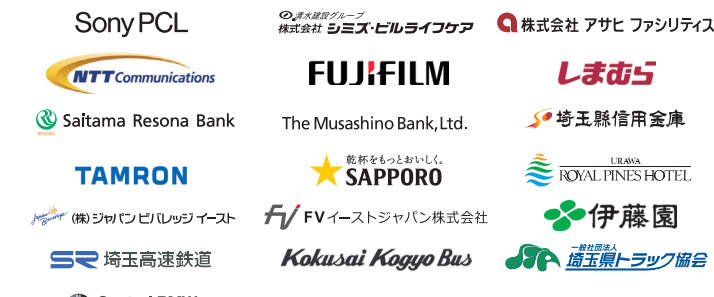 Sony PCL
清水建設グループ
株式会社 シミズ・ビルライフケア
株式会社 アサヒ ファシリティズ
NTT Communications
FUJIFILM
しまむら
RESONA
Saitama Resona Bank
The Musashino Bank, Ltd.
埼玉縣信用金庫
TAMRON
乾杯をもっとおいしく。
SAPPORO
URAWA
ROYAL PINES HOTEL
(株)ジャパン ビバレッジ イースト
FV イーストジャパン株式会社
伊藤園
SR 埼玉高速鉄道
Kokusai Kogyo Bus
一般社団法人
埼玉県トラック協会